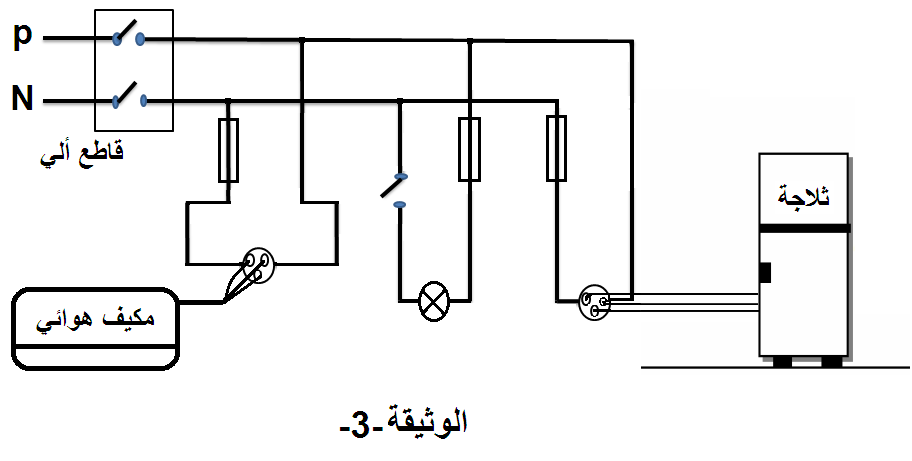 p
N
قاطع ألي
ثلاجة
مكيف هوائي
الوثيقة -3-